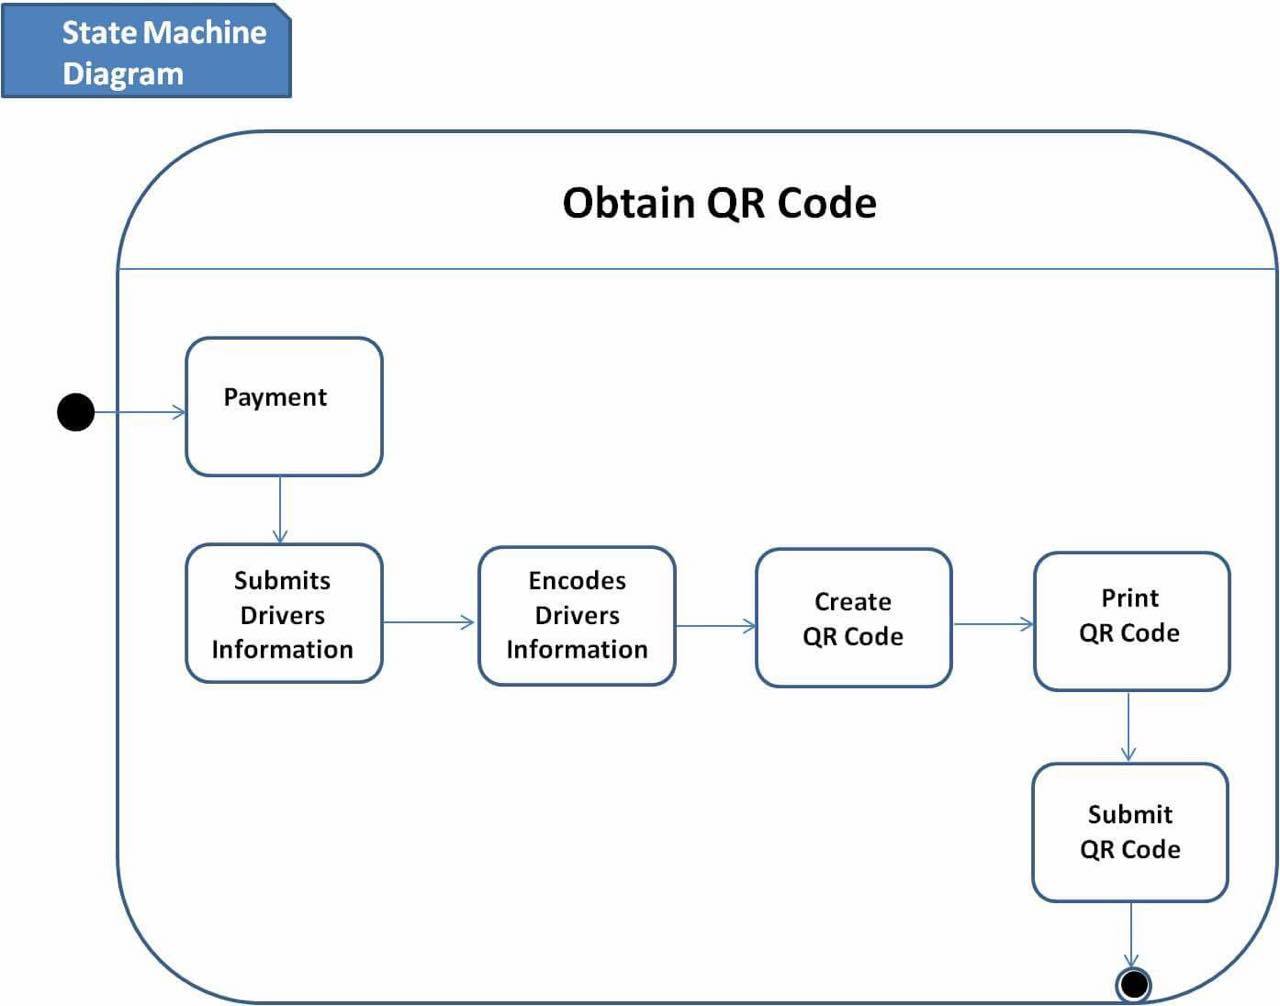 State Machine
Diagram
Obtain QR Code
Payment
Submits
Drivers
Information
Encodes
Drivers
Information
Create
QR Code
Print
QR Code
Submit
QR Code